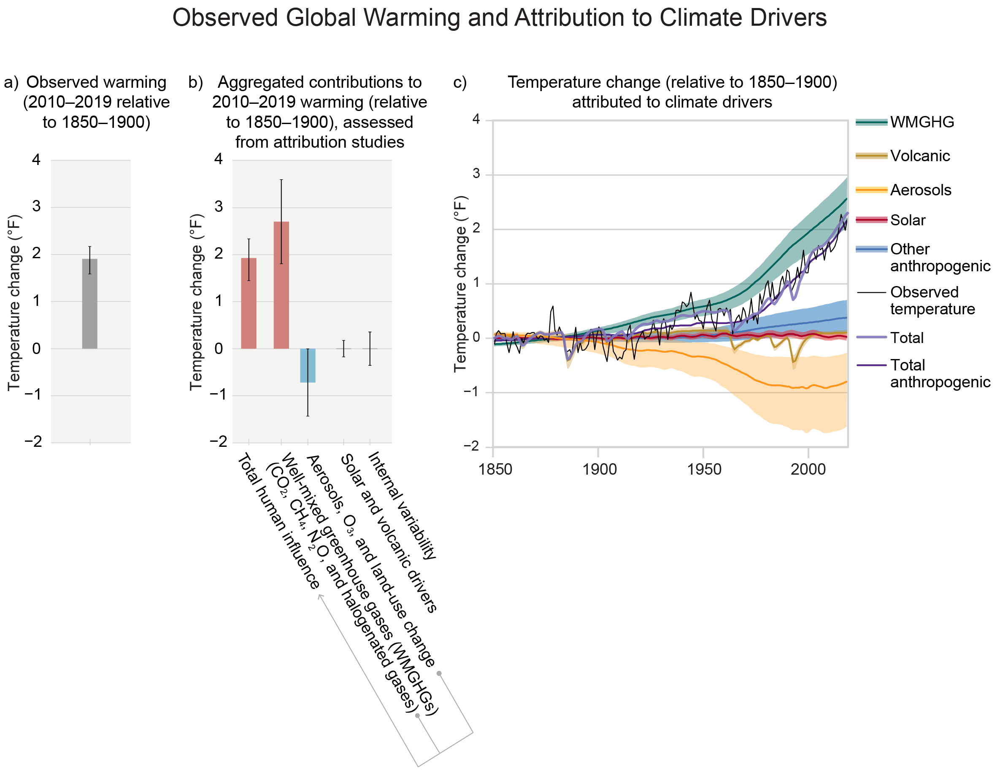 Observed Global Warming and Attribution to Climate Drivers
a) Observed warming
(2010–2019 relative
to 1850–1900)
4
3
2
1
0
−1
−2
Temperature change (°F)
b) Aggregated contributions to
2010–2019 warming (relative
to 1850–1900), assessed
from attribution studies
4
3
2
1
0
−1
−2
Temperature change (°F)
Total human influence
Well-mixed greenhouse gases (WMGHGs)
(CO₂, CH₄, N₂O, and halogenated gases)
Aerosols, O₃, and land-use change
Solar and volcanic drivers
Internal variability
c) Temperature change (relative to 1850–1900)
attributed to climate drivers
4
3
2
1
0
−1
−2
Temperature change (°F)
1850
1900
1950
2000
WMGHG
Volcanic
Aerosols
Solar
Other
anthropogenic
Observed
temperature
Total
Total
anthropogenic